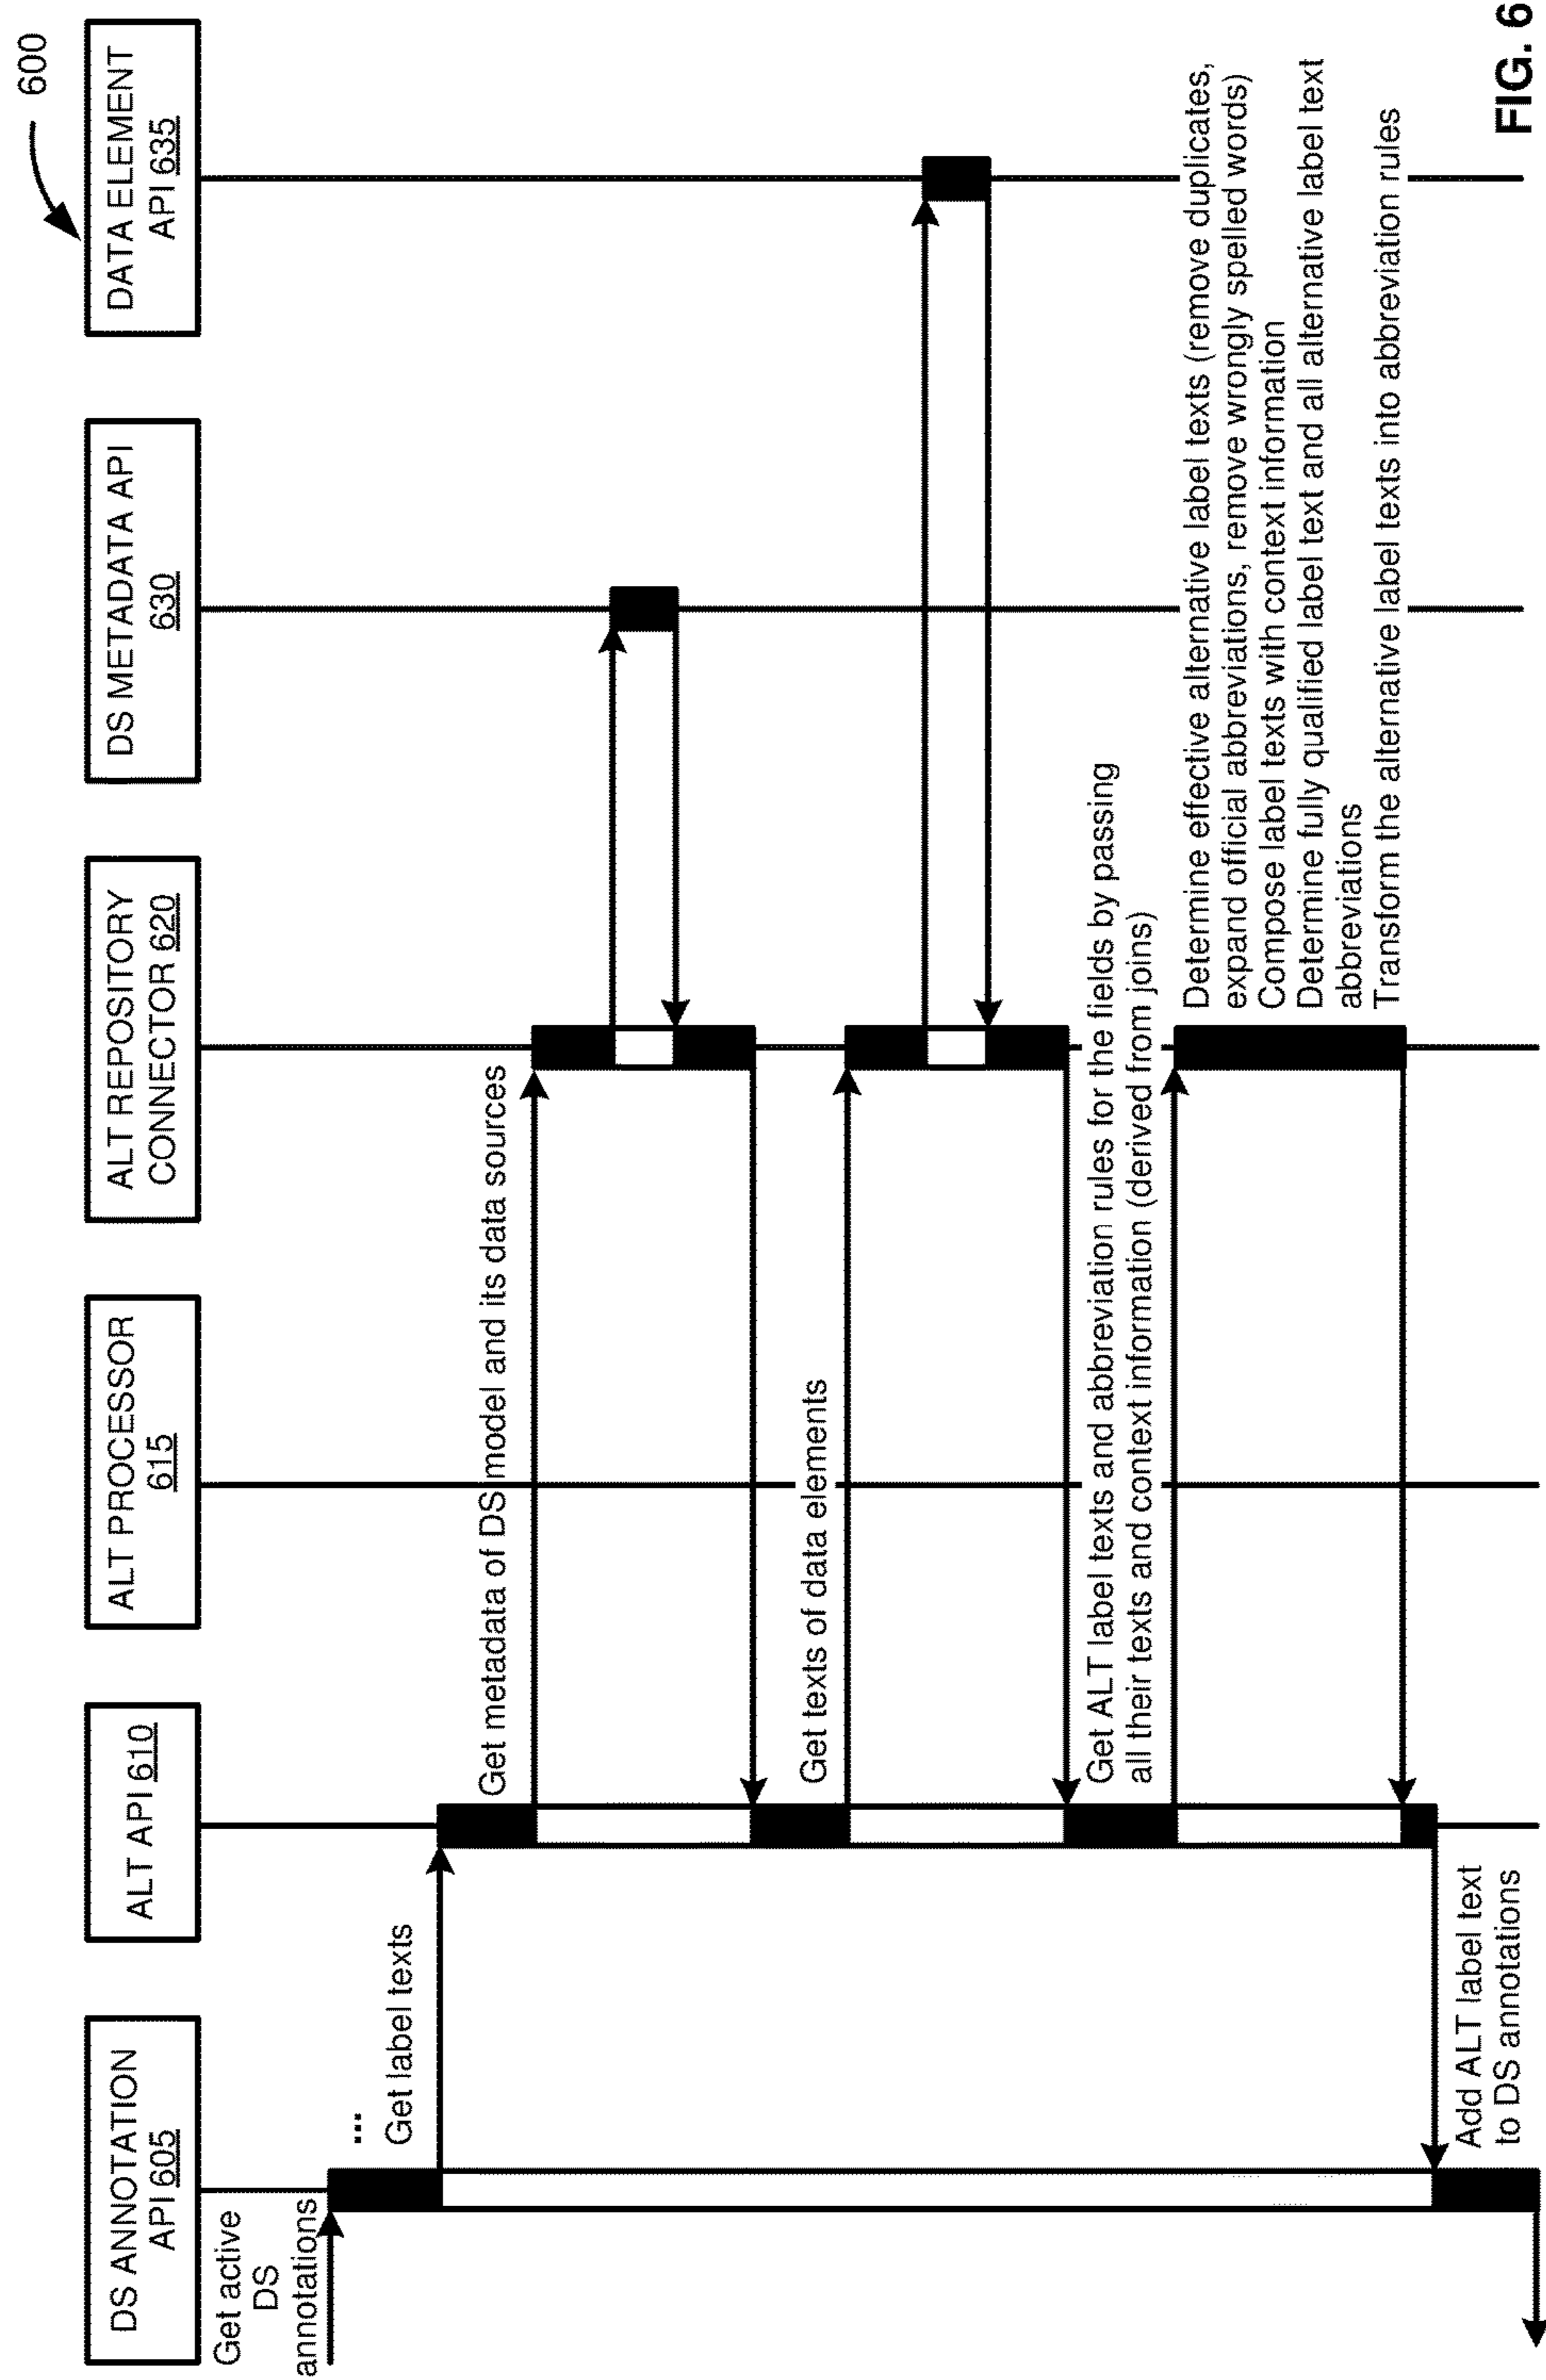 600
DS ANNOTATION
API 605
ALT API 610
ALT PROCESSOR
615
ALT REPOSITORY
CONNECTOR 620
DS METADATA API
630
DATA ELEMENT
API 635
Get active
DS
annotations
...
Get label texts
Get metadata of DS model and its data sources
Get texts of data elements
Get ALT label texts and abbreviation rules for the fields by passing
all their texts and context information (derived from joins)
Determine effective alternative label texts (remove duplicates,
expand official abbreviations, remove wrongly spelled words)
Compose label texts with context information
Determine fully qualified label text and all alternative label text
abbreviations
Transform the alternative label texts into abbreviation rules
Add ALT label text
to DS annotations
FIG. 6